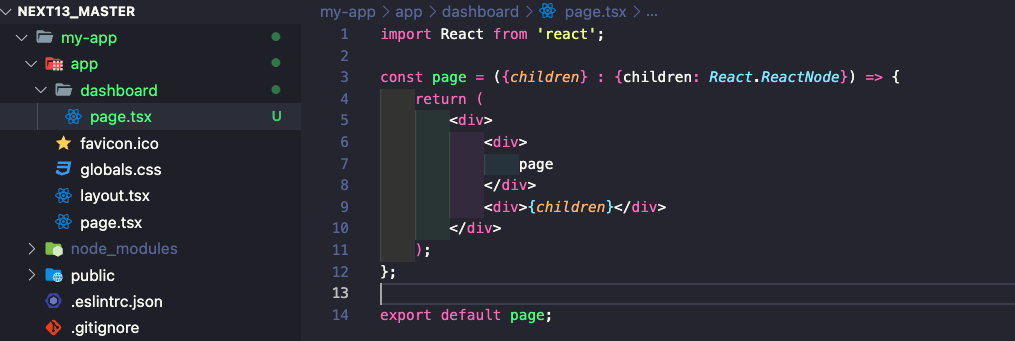 NEXT13_MASTER
my-app
app
dashboard
page.tsx U
favicon.ico
globals.css
layout.tsx
page.tsx
node_modules
public
.eslintrc.json
.gitignore
my-app > app > dashboard > page.tsx > ...
1 import React from 'react';
2
3 const page = ({children} : {children: React.ReactNode}) => {
4 return (
5 <div>
6 <div>
7 page
8 </div>
9 <div>{children}</div>
10 </div>
11 );
12 };
13
14 export default page;